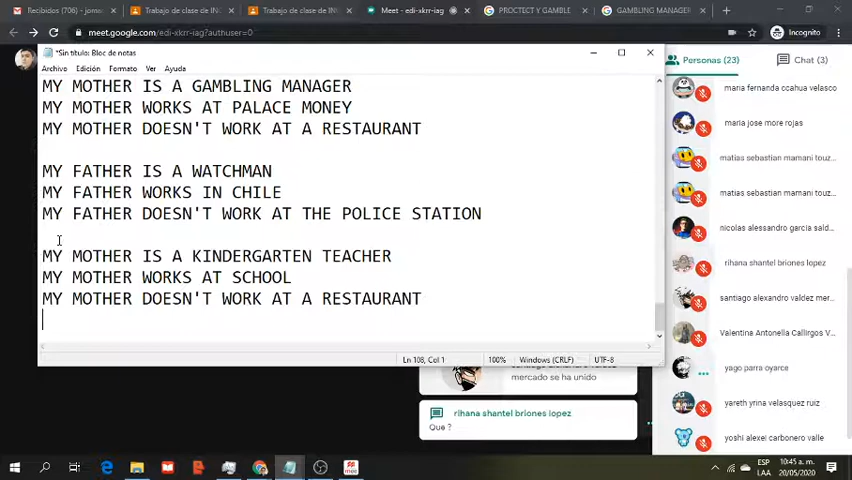 Recibidos (706) - jomsa
Trabajo de clase de INC
Trabajo de clase de INC
Meet - edi-xkrr-iag
PROCTECT Y GAMBLE
GAMBLING MANAGER
meet.google.com/edi-xkrr-iag?authuser=0
Incognito
*Sin título: Bloc de notas
Archivo Edición Formato Ver Ayuda
MY MOTHER IS A GAMBLING MANAGER
MY MOTHER WORKS AT PALACE MONEY
MY MOTHER DOESN'T WORK AT A RESTAURANT
MY FATHER IS A WATCHMAN
MY FATHER WORKS IN CHILE
MY FATHER DOESN'T WORK AT THE POLICE STATION
MY MOTHER IS A KINDERGARTEN TEACHER
MY MOTHER WORKS AT SCHOOL
MY MOTHER DOESN'T WORK AT A RESTAURANT
Ln 108, Col 1 100% Windows (CRLF) UTF-8
Personas (23)
Chat (3)
maria fernanda ccahua velasco
maria jose more rojas
matias sebastian mamani touz...
matias sebastian mamani touz...
nicolas alessandro garcia sald...
rihana shantel briones lopez
santiago alexandro valdez mer...
Valentina Antonella Callirgos V...
yago parra oyarce
yareth yrina velasquez ruiz
yoshi alexei carbonero valle
mercado se ha unido
rihana shantel briones lopez
Que ?
ESP
LAA
10:45 a. m.
20/05/2020